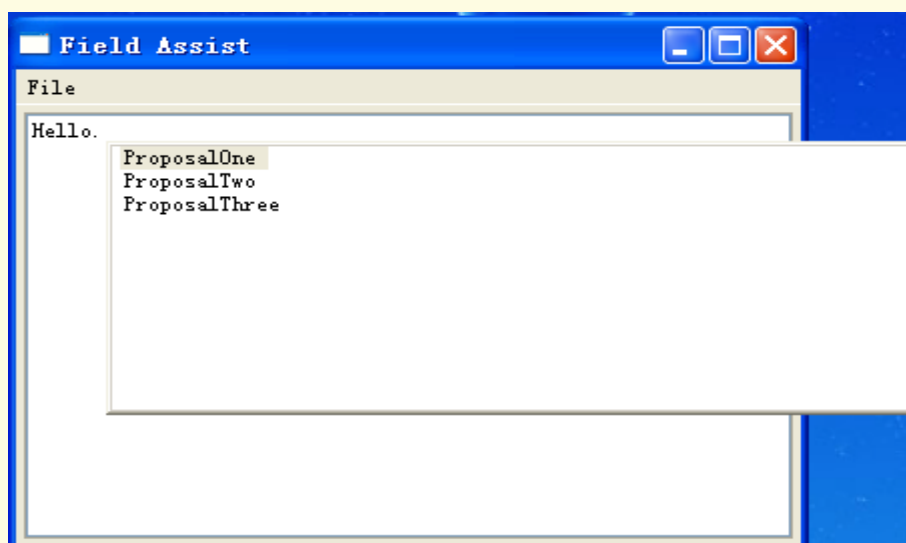 Field Assist
File
Hello.
ProposalOne
ProposalTwo
ProposalThree